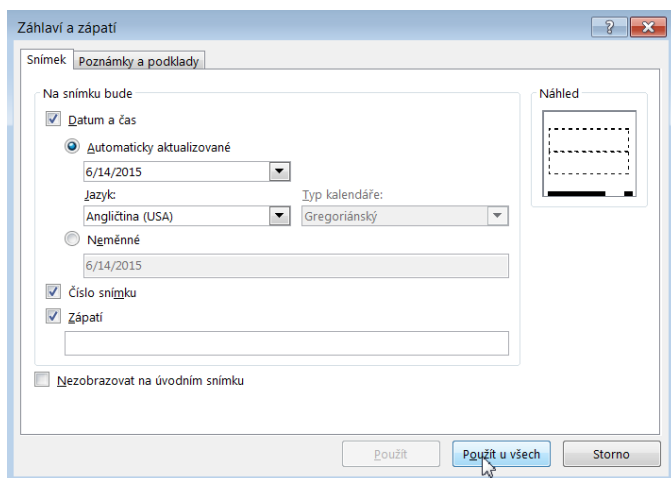 Záhlaví a zápatí
Snímek Poznámky a podklady
Na snímku bude Náhled
Datum a čas
Automaticky aktualizované
6/14/2015
Jazyk: Typ kalendáře:
Angličtina (USA) Gregoriánský
Neměnné
6/14/2015
Číslo snímku
Zápatí
Nezobrazovat na úvodním snímku
Použít Použít u všech Storno